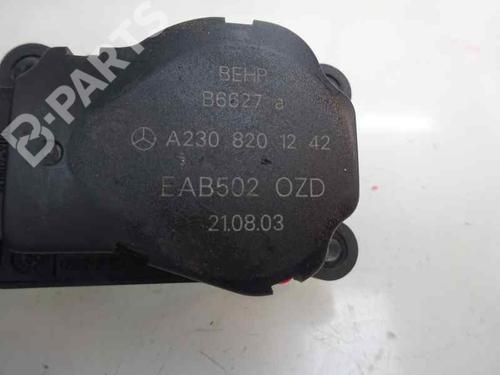 B-PARTS
BEHR
B6627 a
A230 820 12 42
EAB502 OZD
21.08.03